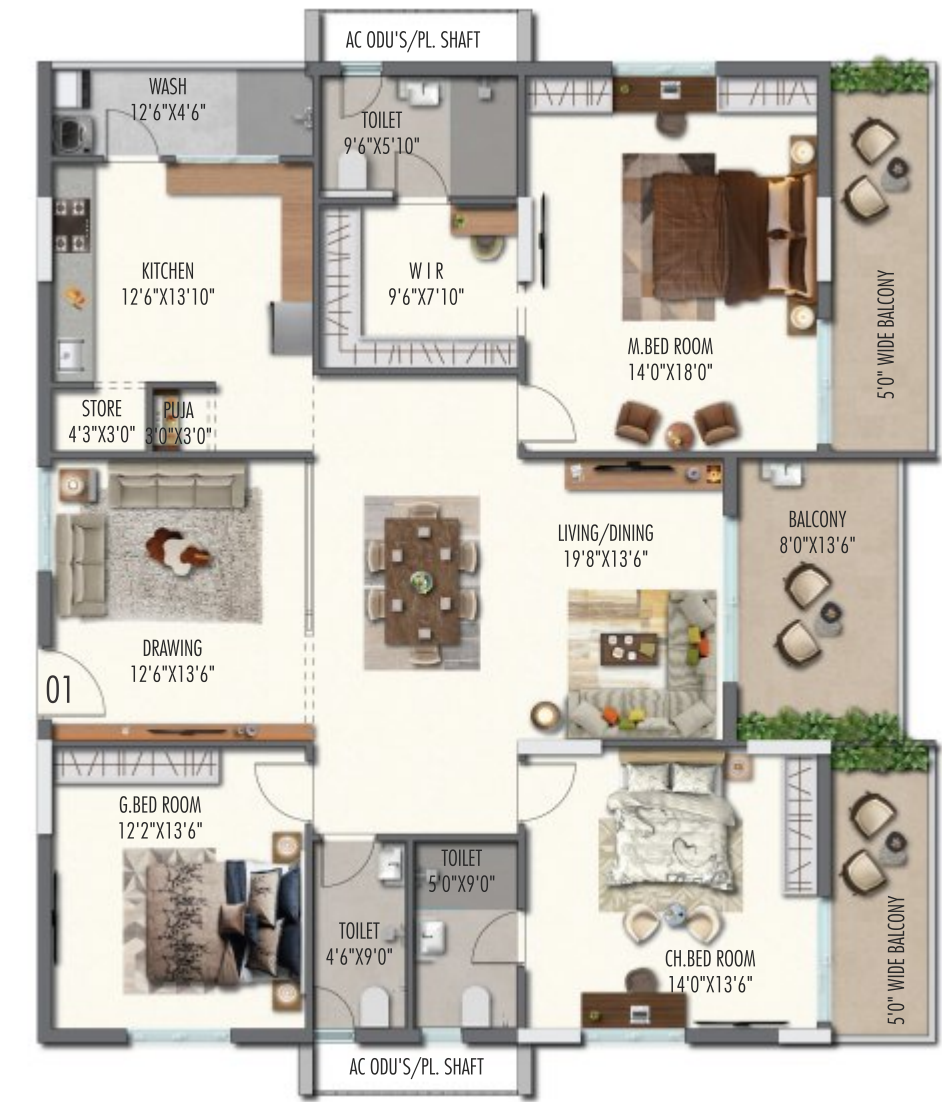 AC ODU'S/PL. SHAFT
WASH
12'6"X4'6"
TOILET
9'6"X5'10"
KITCHEN
12'6"X13'10"
W I R
9'6"X7'10"
M.BED ROOM
14'0"X18'0"
5'0" WIDE BALCONY
STORE
4'3"X3'0"
PUJA
3'0"X3'0"
LIVING/DINING
19'8"X13'6"
BALCONY
8'0"X13'6"
DRAWING
12'6"X13'6"
01
G.BED ROOM
12'2"X13'6"
TOILET
5'0"X9'0"
TOILET
4'6"X9'0"
CH.BED ROOM
14'0"X13'6"
5'0" WIDE BALCONY
AC ODU'S/PL. SHAFT